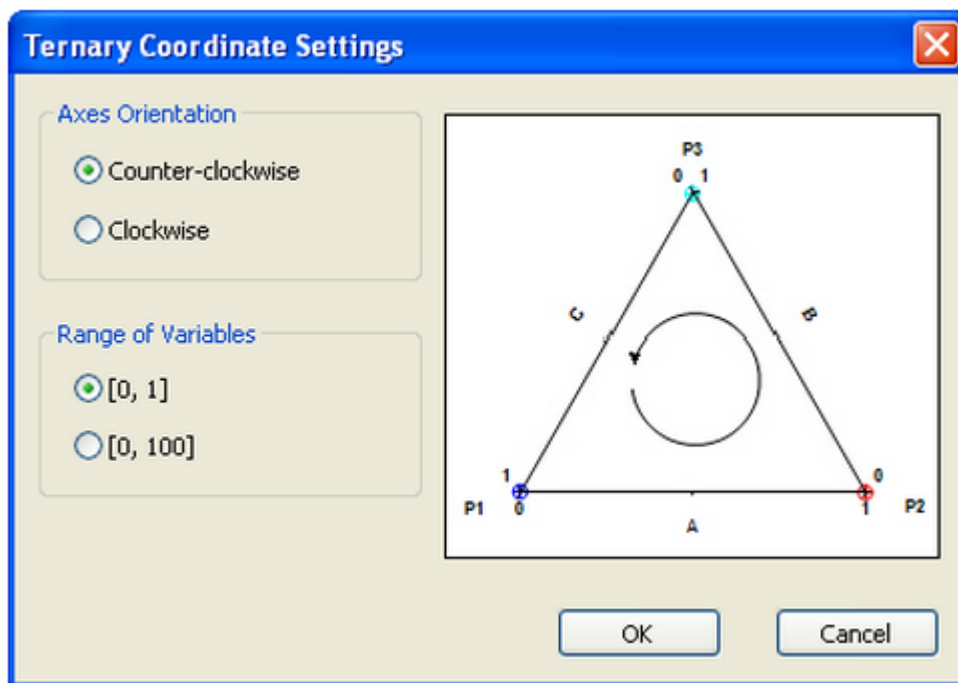 Ternary Coordinate Settings
Axes Orientation
Counter-clockwise
Clockwise
Range of Variables
[0, 1]
[0, 100]
P3
0 1
C
B
1
0
P1
0
1
P2
A
OK
Cancel